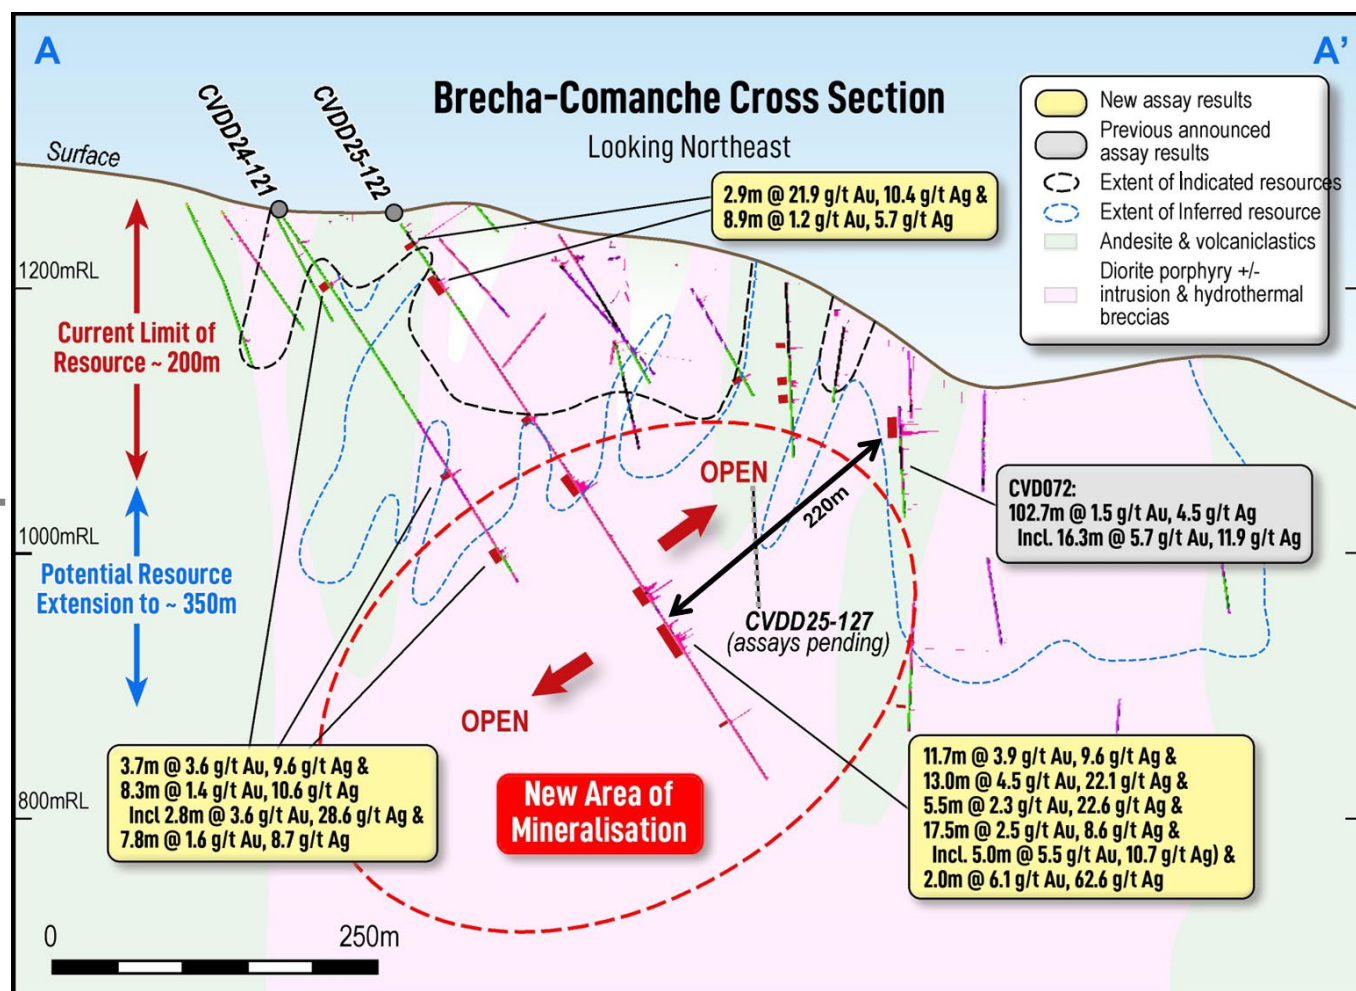 A
A’
Brecha-Comanche Cross Section
Looking Northeast
CVDD24-121
CVDD25-122
Surface
New assay results
Previous announced
assay results
Extent of Indicated resources
Extent of Inferred resource
Andesite & volcaniclastics
Diorite porphyry +/-
intrusion & hydrothermal
breccias
2.9m @ 21.9 g/t Au, 10.4 g/t Ag &
8.9m @ 1.2 g/t Au, 5.7 g/t Ag
1200mRL
Current Limit of
Resource ~ 200m
OPEN
220m
CVD072:
102.7m @ 1.5 g/t Au, 4.5 g/t Ag
Incl. 16.3m @ 5.7 g/t Au, 11.9 g/t Ag
1000mRL
Potential Resource
Extension to ~ 350m
CVDD25-127
(assays pending)
OPEN
3.7m @ 3.6 g/t Au, 9.6 g/t Ag &
8.3m @ 1.4 g/t Au, 10.6 g/t Ag
Incl 2.8m @ 3.6 g/t Au, 28.6 g/t Ag &
7.8m @ 1.6 g/t Au, 8.7 g/t Ag
11.7m @ 3.9 g/t Au, 9.6 g/t Ag &
13.0m @ 4.5 g/t Au, 22.1 g/t Ag &
5.5m @ 2.3 g/t Au, 22.6 g/t Ag &
17.5m @ 2.5 g/t Au, 8.6 g/t Ag &
Incl. 5.0m @ 5.5 g/t Au, 10.7 g/t Ag) &
2.0m @ 6.1 g/t Au, 62.6 g/t Ag
800mRL
New Area of
Mineralisation
0
250m